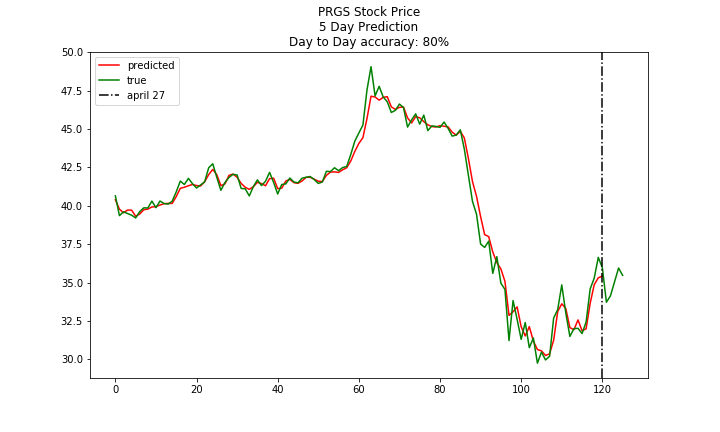 PRGS Stock Price
5 Day Prediction
Day to Day accuracy: 80%
50.0
47.5
45.0
42.5
40.0
37.5
35.0
32.5
30.0
predicted
true
april 27
0 20 40 60 80 100 120